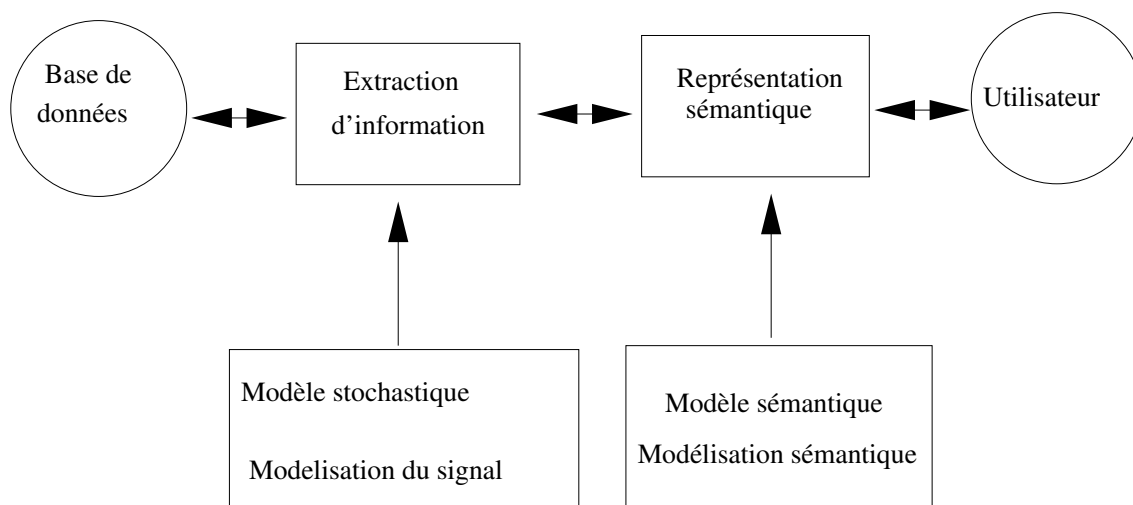 Base de
données
Extraction
d'information
Représentation
sémantique
Utilisateur
Modèle stochastique
Modelisation du signal
Modèle sémantique
Modélisation sémantique